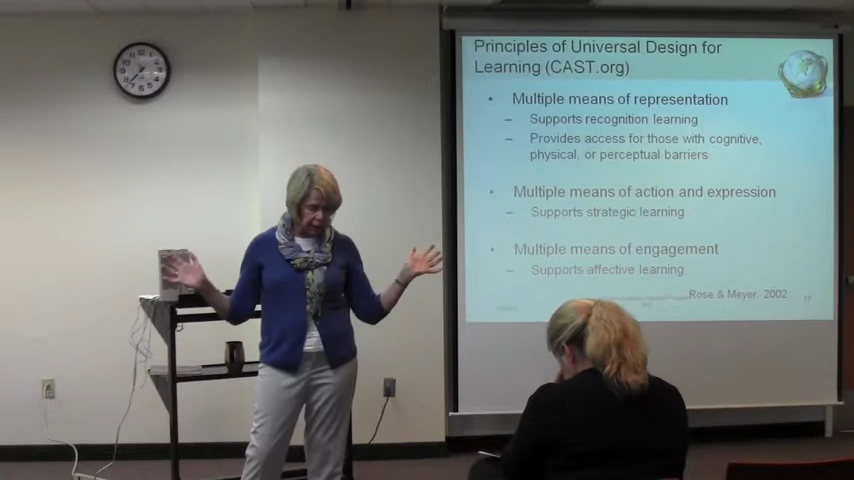 Principles of Universal Design for
Learning (CAST.org)
• Multiple means of representation
– Supports recognition learning
– Provides access for those with cognitive,
physical, or perceptual barriers
• Multiple means of action and expression
– Supports strategic learning
• Multiple means of engagement
– Supports affective learning
Rose & Meyer, 2002